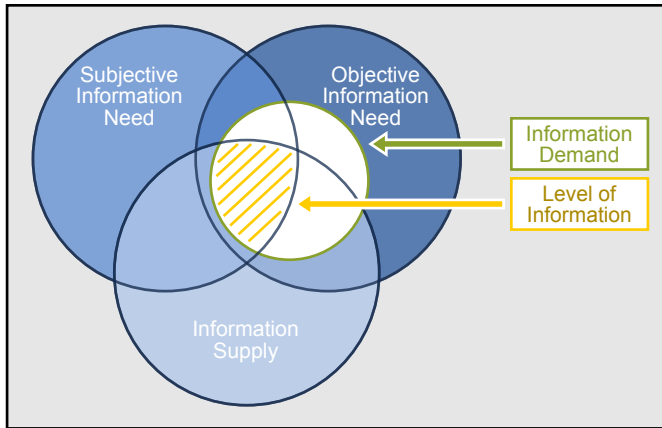 Subjective
Information
Need
Objective
Information
Need
Information
Demand
Level of
Information
Information
Supply